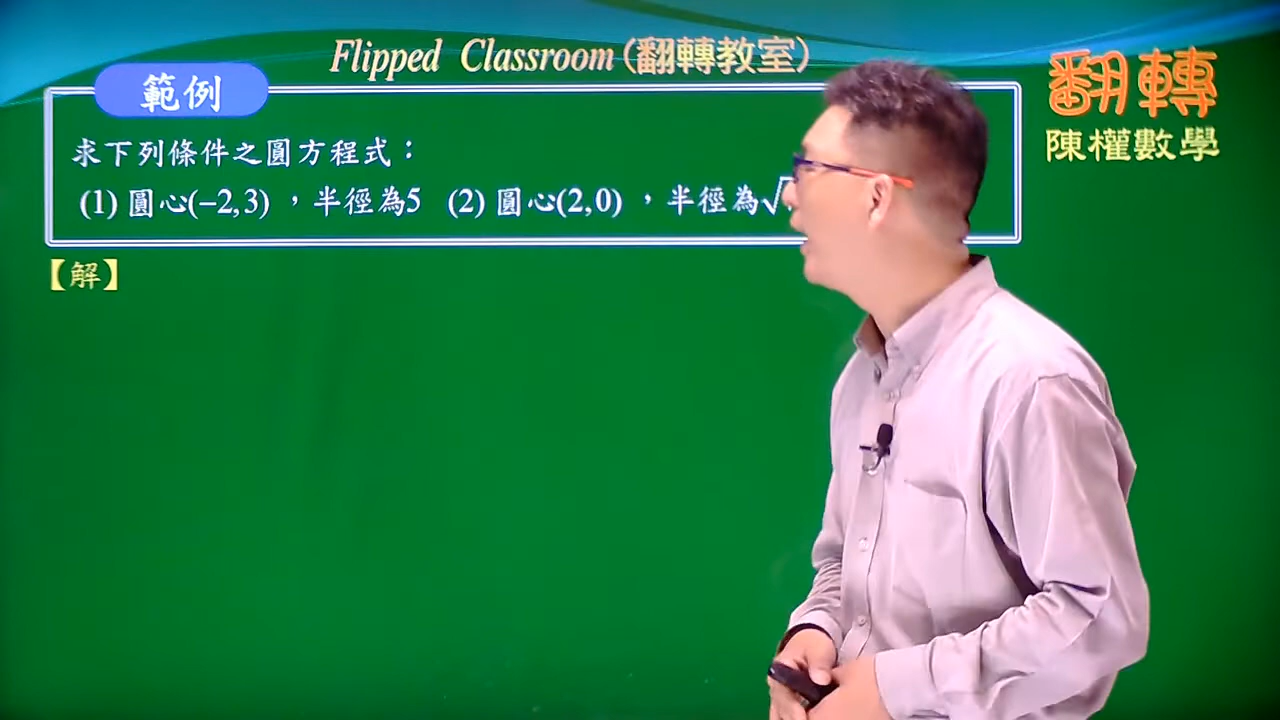 Flipped Classroom (翻轉教室)
翻轉
陳權數學
範例
求下列條件之圓方程式：
(1) 圓心(−2,3) ，半徑為5 (2) 圓心(2,0) ，半徑為√
【解】